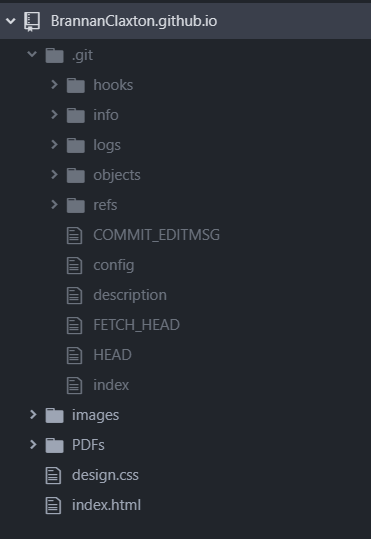 BrannanClaxton.github.io
.git
hooks
info
logs
objects
refs
COMMIT_EDITMSG
config
description
FETCH_HEAD
HEAD
index
images
PDFs
design.css
index.html